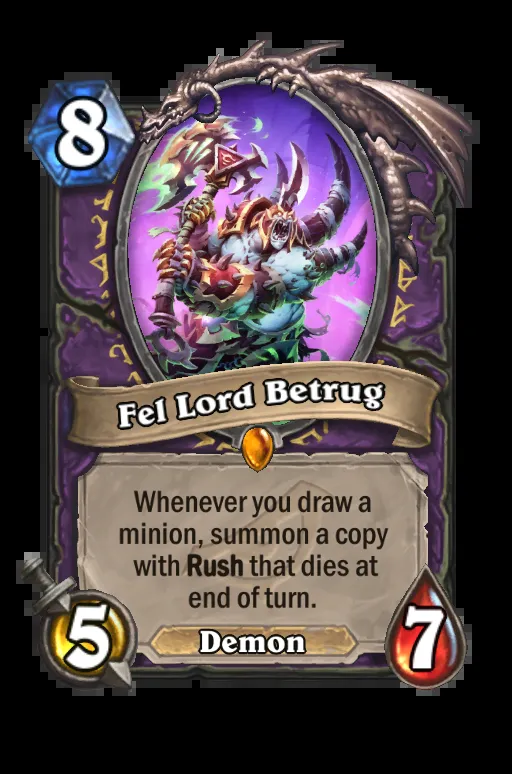 8
Fel Lord Betrug
Whenever you draw a
minion, summon a copy
with Rush that dies at
end of turn.
5
Demon
7